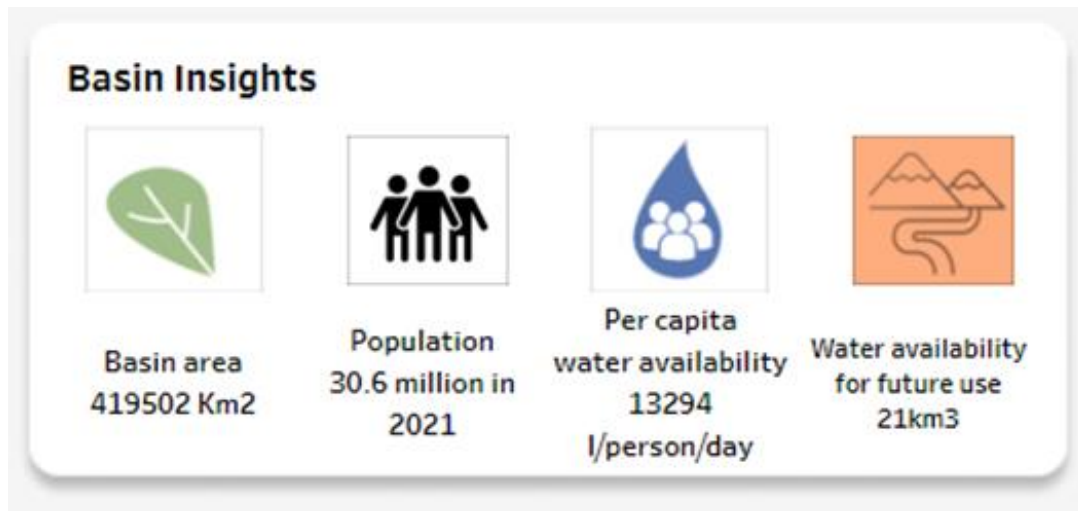 Basin Insights
Basin area
419502 Km2
Population
30.6 million in
2021
Per capita
water availability
13294
l/person/day
Water availability
for future use
21km3